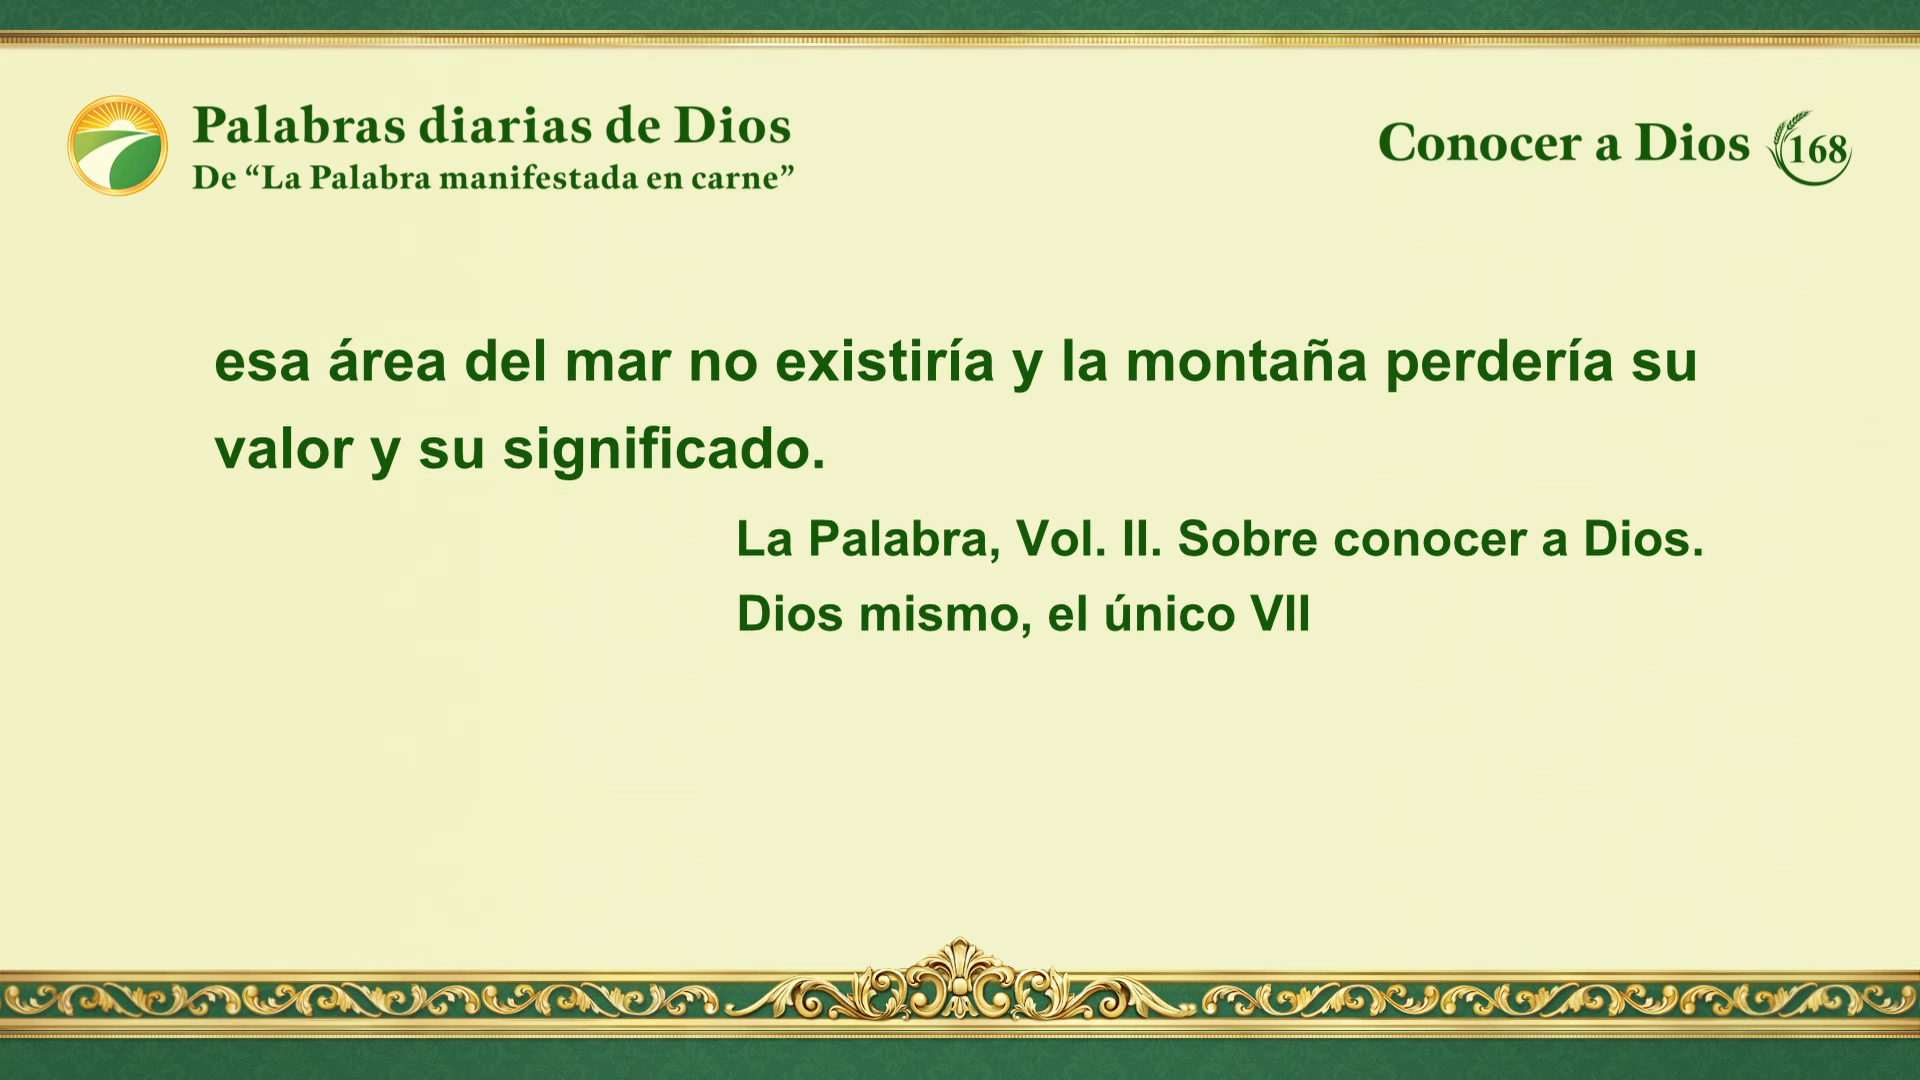 Palabras diarias de Dios
De “La Palabra manifestada en carne”
Conocer a Dios 168
esa área del mar no existiría y la montaña perdería su
valor y su significado.
La Palabra, Vol. II. Sobre conocer a Dios.
Dios mismo, el único VII